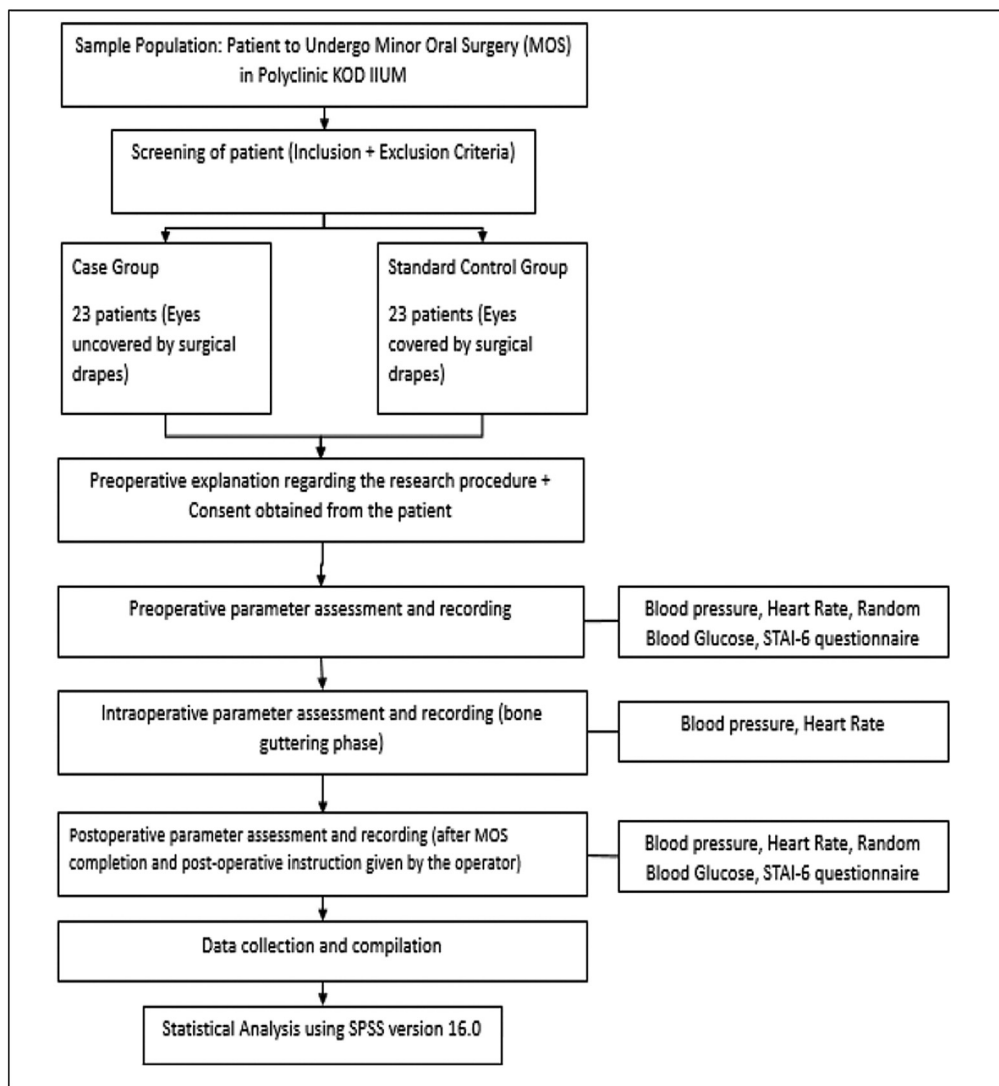 Sample Population: Patient to Undergo Minor Oral Surgery (MOS)
in Polyclinic KOD IIUM
Screening of patient (Inclusion + Exclusion Criteria)
Case Group
23 patients (Eyes
uncovered by surgical
drapes)
Standard Control Group
23 patients (Eyes
covered by surgical
drapes)
Preoperative explanation regarding the research procedure +
Consent obtained from the patient
Preoperative parameter assessment and recording
Blood pressure, Heart Rate, Random
Blood Glucose, STAI-6 questionnaire
Intraoperative parameter assessment and recording (bone
guttering phase)
Blood pressure, Heart Rate
Postoperative parameter assessment and recording (after MOS
completion and post-operative instruction given by the operator)
Blood pressure, Heart Rate, Random
Blood Glucose, STAI-6 questionnaire
Data collection and compilation
Statistical Analysis using SPSS version 16.0